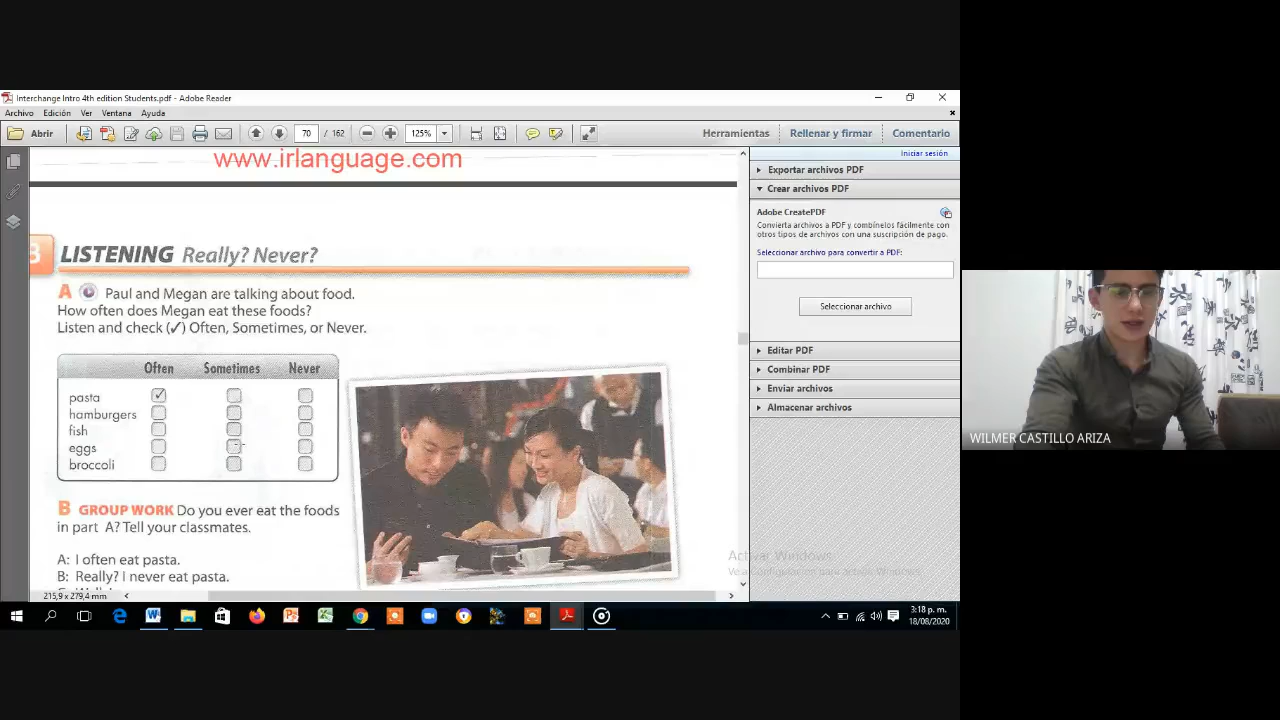 Interchange Intro 4th edition Students.pdf - Adobe Reader
Archivo Edición Ver Ventana Ayuda
Abrir 70 / 162 125% Herramientas Rellenar y firmar Comentario
www.irlanguage.com
Iniciar sesión
Exportar archivos PDF
Crear archivos PDF
Adobe CreatePDF
Convierta archivos a PDF y combínelos fácilmente con
otros tipos de archivos con una suscripción de pago.
Seleccionar archivo para convertir a PDF:
Seleccionar archivo
Editar PDF
Combinar PDF
Enviar archivos
Almacenar archivos
LISTENING Really? Never?
A Paul and Megan are talking about food.
How often does Megan eat these foods?
Listen and check (✓) Often, Sometimes, or Never.
Often Sometimes Never
pasta
hamburgers
fish
eggs
broccoli
B GROUP WORK Do you ever eat the foods
in part A? Tell your classmates.
A: I often eat pasta.
B: Really? I never eat pasta.
Activar Windows
215,9 x 279,4 mm
3:18 p. m.
18/08/2020
WILMER CASTILLO ARIZA